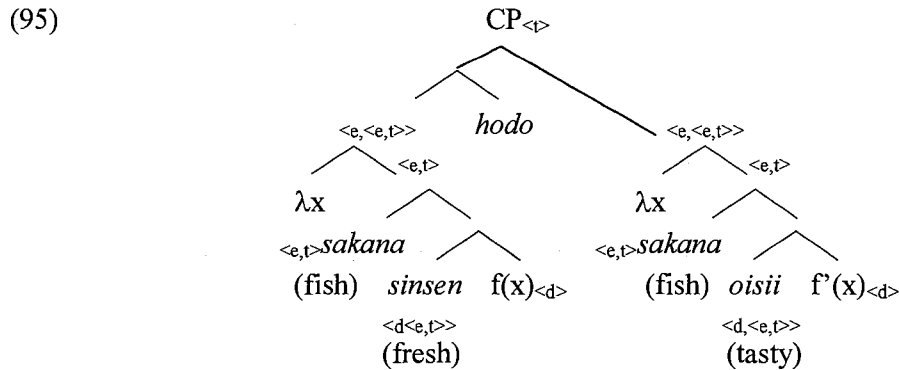 (95) CP<t>
<e,<e,t>> hodo <e,<e,t>>
<e,t> <e,t>
λx λx
<e,t>sakana <e,t>sakana
(fish) sinsen f(x)<d> (fish) oisii f’(x)<d>
<d<e,t>> <d,<e,t>>
(fresh) (tasty)